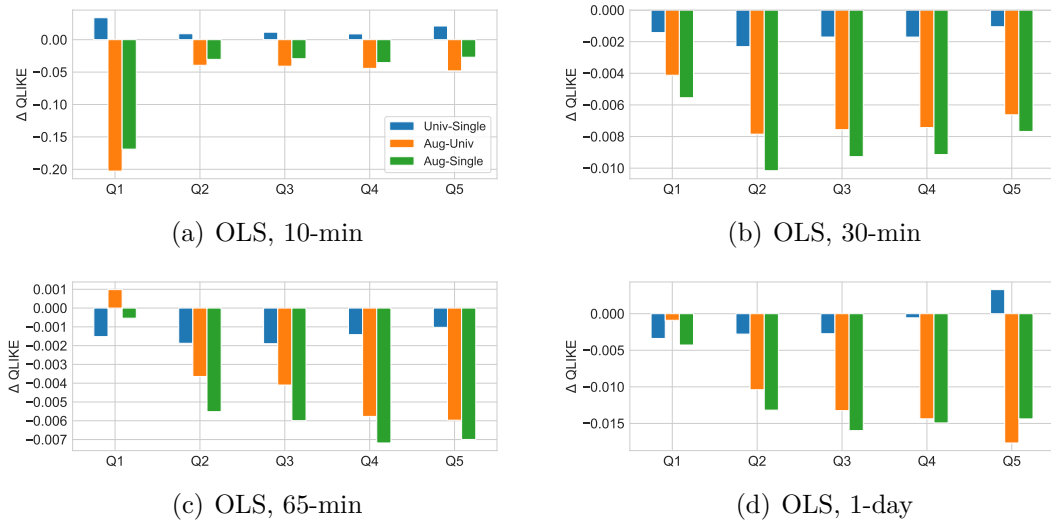 0.00
−0.05
−0.10
−0.15
−0.20
Δ QLIKE
Univ-Single
Aug-Univ
Aug-Single
Q1 Q2 Q3 Q4 Q5
(a) OLS, 10-min
0.000
−0.002
−0.004
−0.006
−0.008
−0.010
Δ QLIKE
Q1 Q2 Q3 Q4 Q5
(b) OLS, 30-min
0.001
0.000
−0.001
−0.002
−0.003
−0.004
−0.005
−0.006
−0.007
Δ QLIKE
Q1 Q2 Q3 Q4 Q5
(c) OLS, 65-min
0.000
−0.005
−0.010
−0.015
Δ QLIKE
Q1 Q2 Q3 Q4 Q5
(d) OLS, 1-day